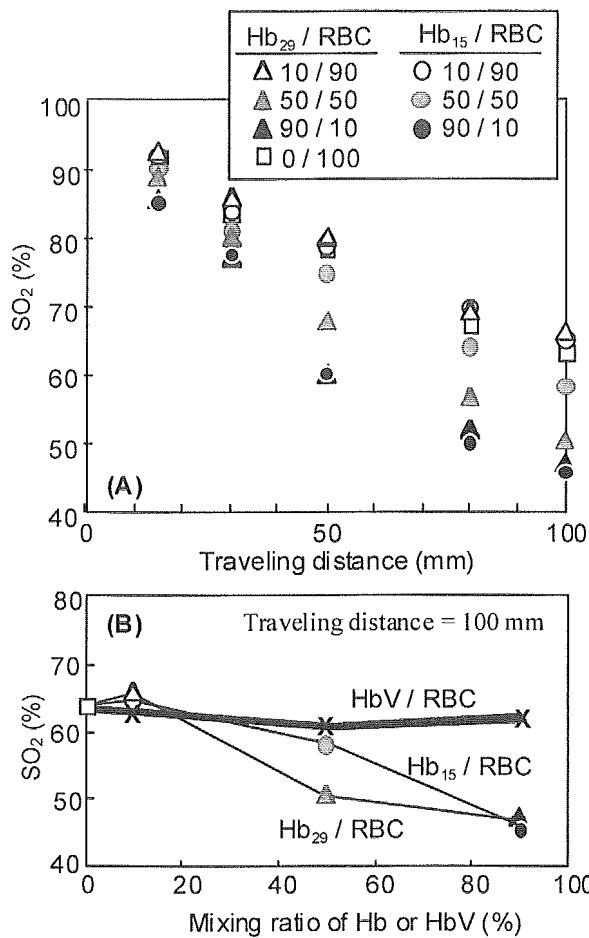 Hb₂₉ / RBC Hb₁₅ / RBC
10 / 90 10 / 90
50 / 50 50 / 50
90 / 10 90 / 10
0 / 100
100
90
80
70
60
50
40
SO₂ (%)
(A)
0 50 100
Traveling distance (mm)
80
70
60
50
40
SO₂ (%)
(B) Traveling distance = 100 mm
HbV / RBC
Hb₁₅ / RBC
Hb₂₉ / RBC
0 20 40 60 80 100
Mixing ratio of Hb or HbV (%)